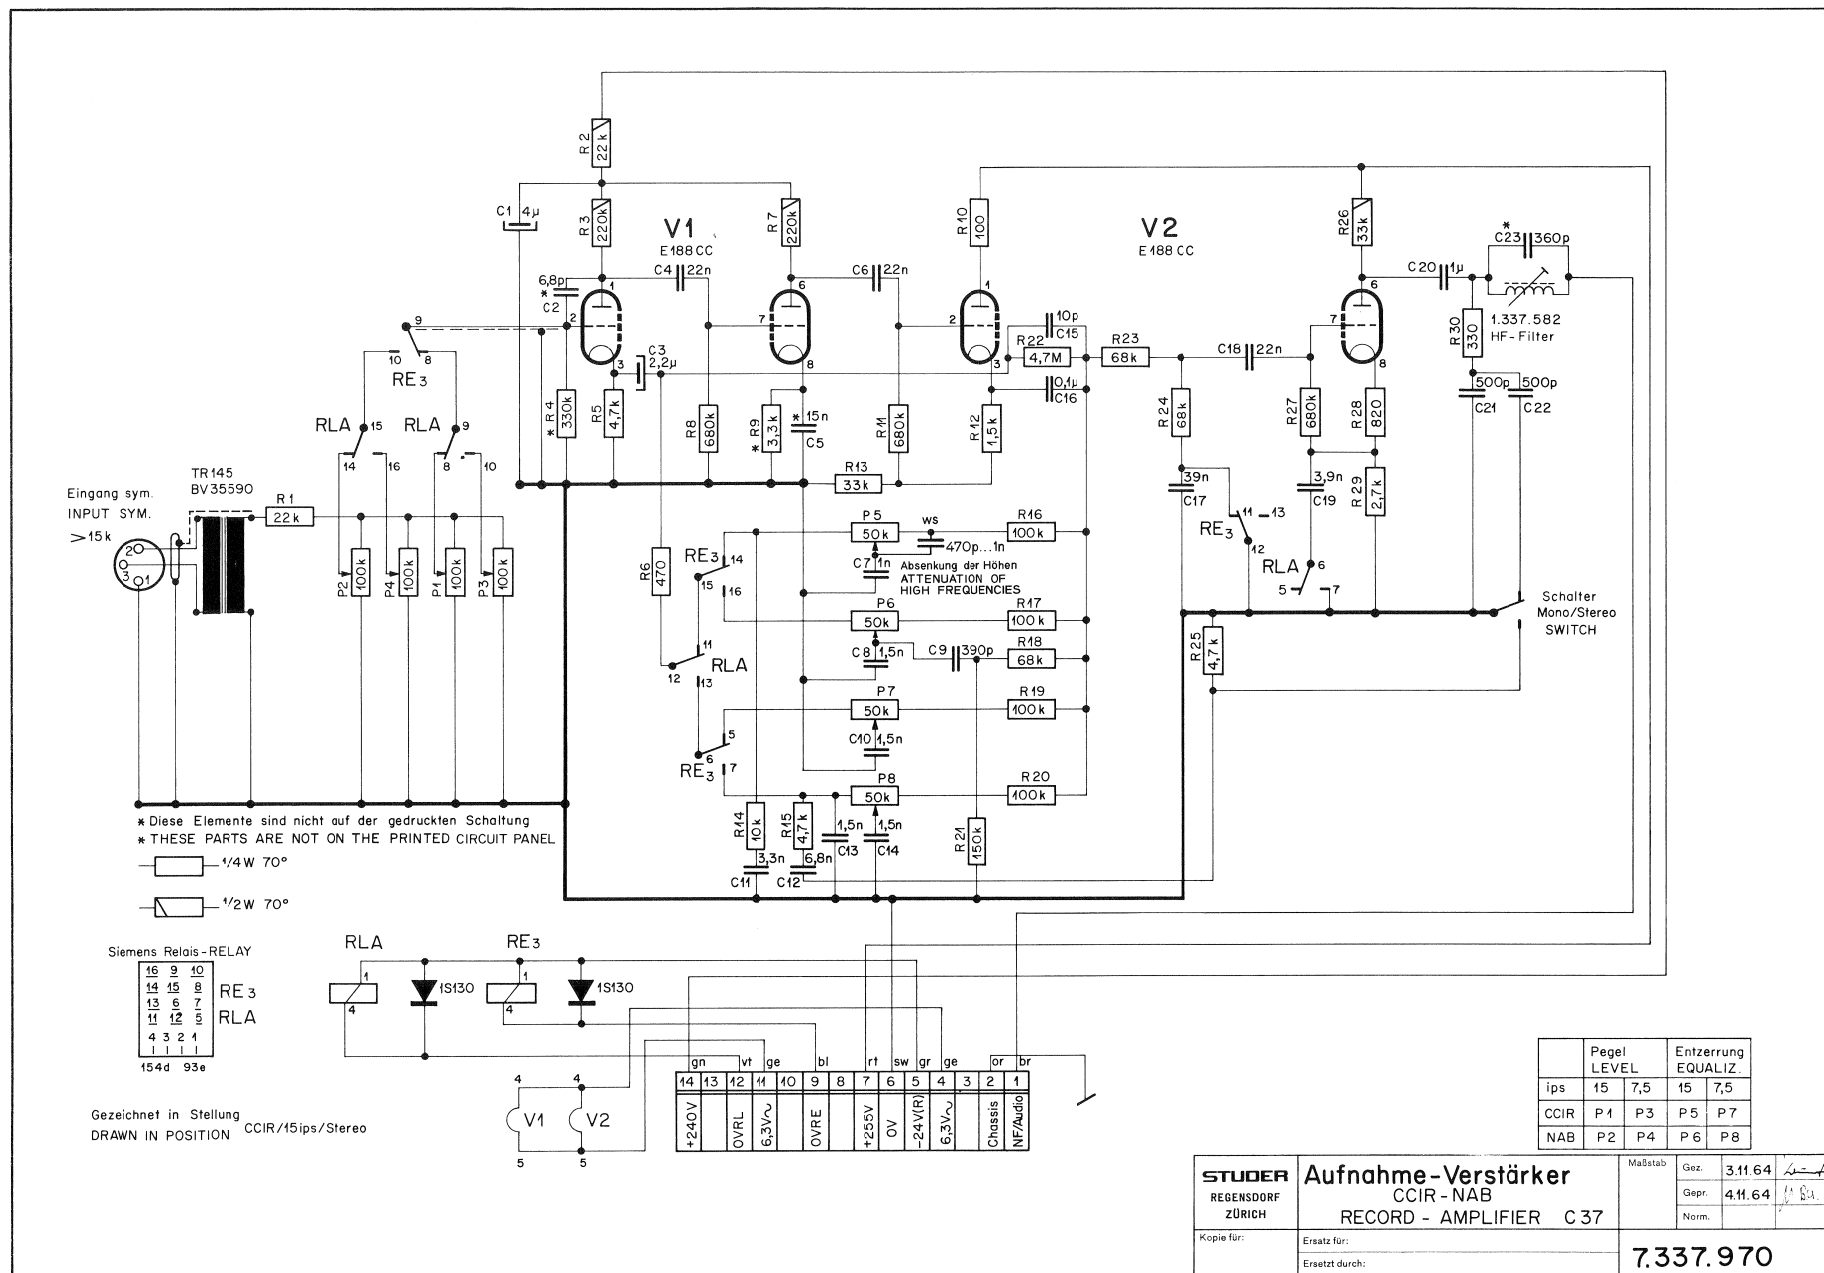 R2
22k
C1 4µ
R3
220k
R7
220k
R10
100
R26
33k
V1
E188CC
V2
E188CC
*
C23 360p
6,8p
*
C2
C4 22n
C6 22n
C20 1µ
1
6
1
6
2
7
2
7
3
8
3
8
10p
C15
1.337.582
HF-Filter
R30
330
9
10
8
RE3
C3
2,2µ
R22
4,7M
R23
68k
C18 22n
0,1µ
C16
500p
C21
500p
C22
*R4
330k
R5
4,7k
R8
680k
*R9
3,3k
*
15n
C5
R11
680k
R12
1,5k
R24
68k
R27
680k
R28
820
RLA
15
14
16
RLA
9
8
10
R13
33k
39n
C17
3,9n
C19
R29
2,7k
TR145
BV35590
Eingang sym.
INPUT SYM.
>15k
2
3
1
R1
22k
P5
50k
ws
470p...1n
R16
100k
RE3
11
13
12
RLA
6
5
7
P2
100k
P4
100k
P1
100k
P3
100k
R6
470
RE3
14
15
16
C7 1n
Absenkung der Höhen
ATTENUATION OF
HIGH FREQUENCIES
P6
50k
R17
100k
Schalter
Mono/Stereo
SWITCH
11
RLA
12
13
C8 1,5n
C9 390p
R18
68k
R25
4,7k
P7
50k
R19
100k
5
6
RE3 7
C10 1,5n
P8
50k
R20
100k
R14
10k
R15
4,7k
1,5n
C13
1,5n
C14
R21
150k
3,3n
C11
6,8n
C12
* Diese Elemente sind nicht auf der gedruckten Schaltung
* THESE PARTS ARE NOT ON THE PRINTED CIRCUIT PANEL
1/4W 70°
1/2W 70°
Siemens Relais-RELAY
16 9 10
14 15 8
13 6 7
11 12 5
4 3 2 1
154d 93e
RE3
RLA
RLA
1
4
1S130
RE3
1
4
1S130
gn
vt
ge
bl
rt
sw
gr
ge
or
br
14 13 12 11 10 9 8 7 6 5 4 3 2 1
+240V
OVRL
6,3V~
OVRE
+255V
OV
-24V(R)
6,3V~
Chassis
NF/Audio
4
V1
5
4
V2
5
Gezeichnet in Stellung
DRAWN IN POSITION CCIR/15ips/Stereo
Pegel
LEVEL
Entzerrung
EQUALIZ.
ips 15 7,5 15 7,5
CCIR P1 P3 P5 P7
NAB P2 P4 P6 P8
STUDER
REGENSDORF
ZÜRICH
Aufnahme-Verstärker
CCIR-NAB
RECORD - AMPLIFIER C37
Maßstab
Gez. 3.11.64
Gepr. 4.11.64
Norm.
Kopie für:
Ersatz für:
Ersetzt durch:
7.337.970